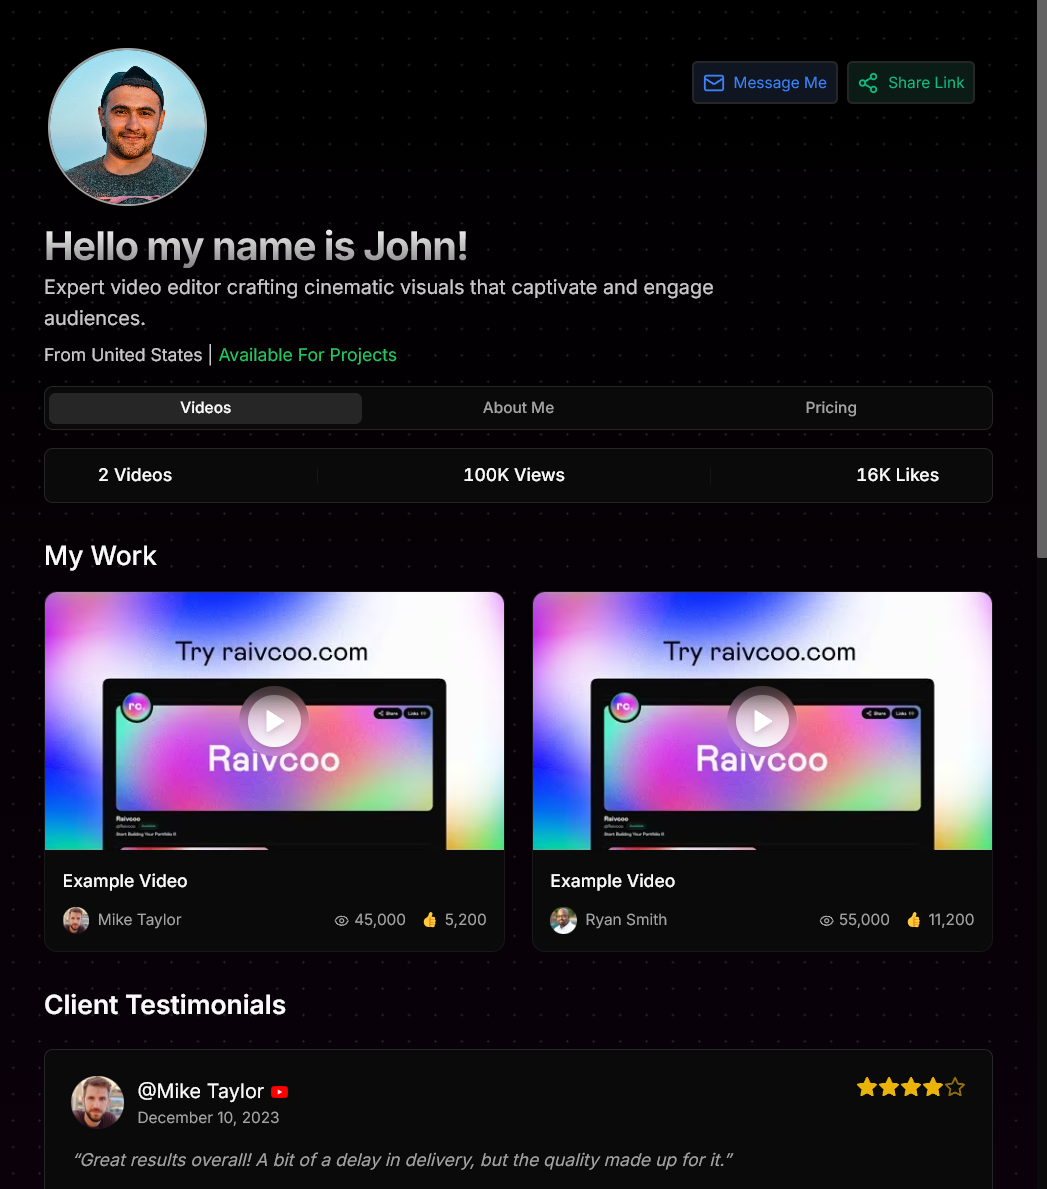 Message Me
Share Link
Hello my name is John!
Expert video editor crafting cinematic visuals that captivate and engage
audiences.
From United States | Available For Projects
Videos
About Me
Pricing
2 Videos
100K Views
16K Likes
My Work
Try raivcoo.com
rc.
Share
Links
Raivcoo
Raivcoo
@Raivcoo
Available
Start Building Your Portfolio
Example Video
Mike Taylor
45,000
👍 5,200
Try raivcoo.com
rc.
Share
Links
Raivcoo
Raivcoo
@Raivcoo
Available
Start Building Your Portfolio
Example Video
Ryan Smith
55,000
👍 11,200
Client Testimonials
@Mike Taylor
December 10, 2023
“Great results overall! A bit of a delay in delivery, but the quality made up for it.”